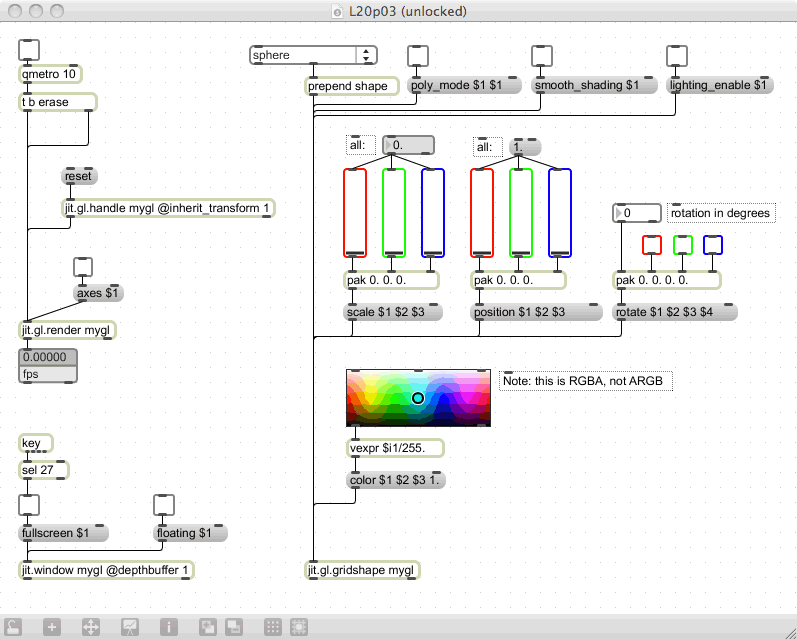 L20p03 (unlocked)
sphere
qmetro 10
prepend shape
poly_mode $1 $1
smooth_shading $1
lighting_enable $1
t b erase
all:
0.
all:
1.
reset
jit.gl.handle mygl @inherit_transform 1
0
rotation in degrees
axes $1
pak 0. 0. 0.
pak 0. 0. 0.
pak 0. 0. 0. 0.
scale $1 $2 $3
position $1 $2 $3
rotate $1 $2 $3 $4
jit.gl.render mygl
0.00000
fps
Note: this is RGBA, not ARGB
key
vexpr $i1/255.
sel 27
color $1 $2 $3 1.
fullscreen $1
floating $1
jit.window mygl @depthbuffer 1
jit.gl.gridshape mygl